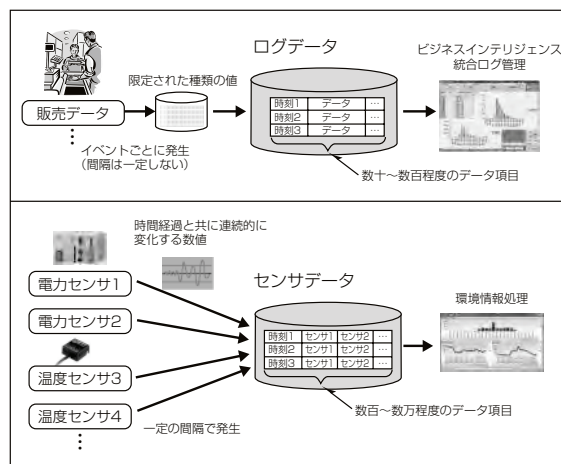 ログデータ
ビジネスインテリジェンス
統合ログ管理
限定された種類の値
販売データ
時刻1 データ …
時刻2 データ …
時刻3 データ …
イベントごとに発生
(間隔は一定しない)
数十~数百程度のデータ項目
時間経過と共に連続的に
変化する数値
電力センサ1
センサデータ
環境情報処理
電力センサ2
時刻1 センサ1 センサ2 …
時刻2 センサ1 センサ2 …
時刻3 センサ1 センサ2 …
温度センサ3
温度センサ4
一定の間隔で発生
数百~数万程度のデータ項目